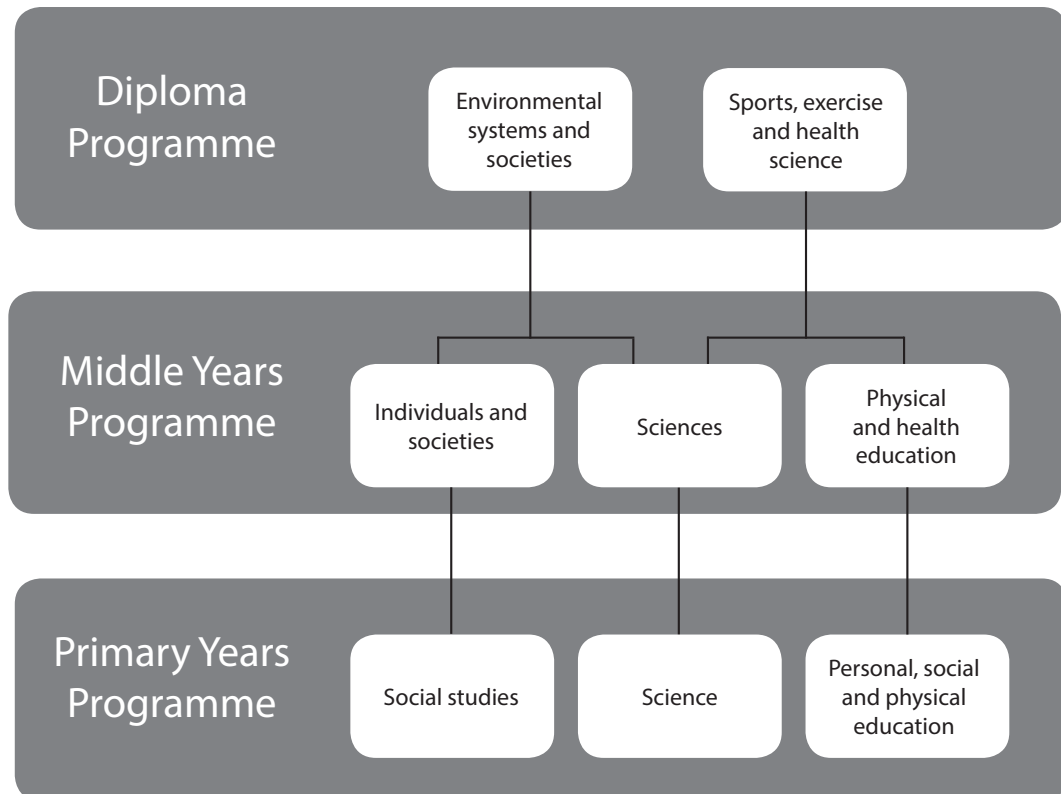 Diploma
Programme
Environmental
systems and
societies
Sports, exercise
and health
science
Middle Years
Programme
Individuals and
societies
Sciences
Physical
and health
education
Primary Years
Programme
Social studies
Science
Personal, social
and physical
education